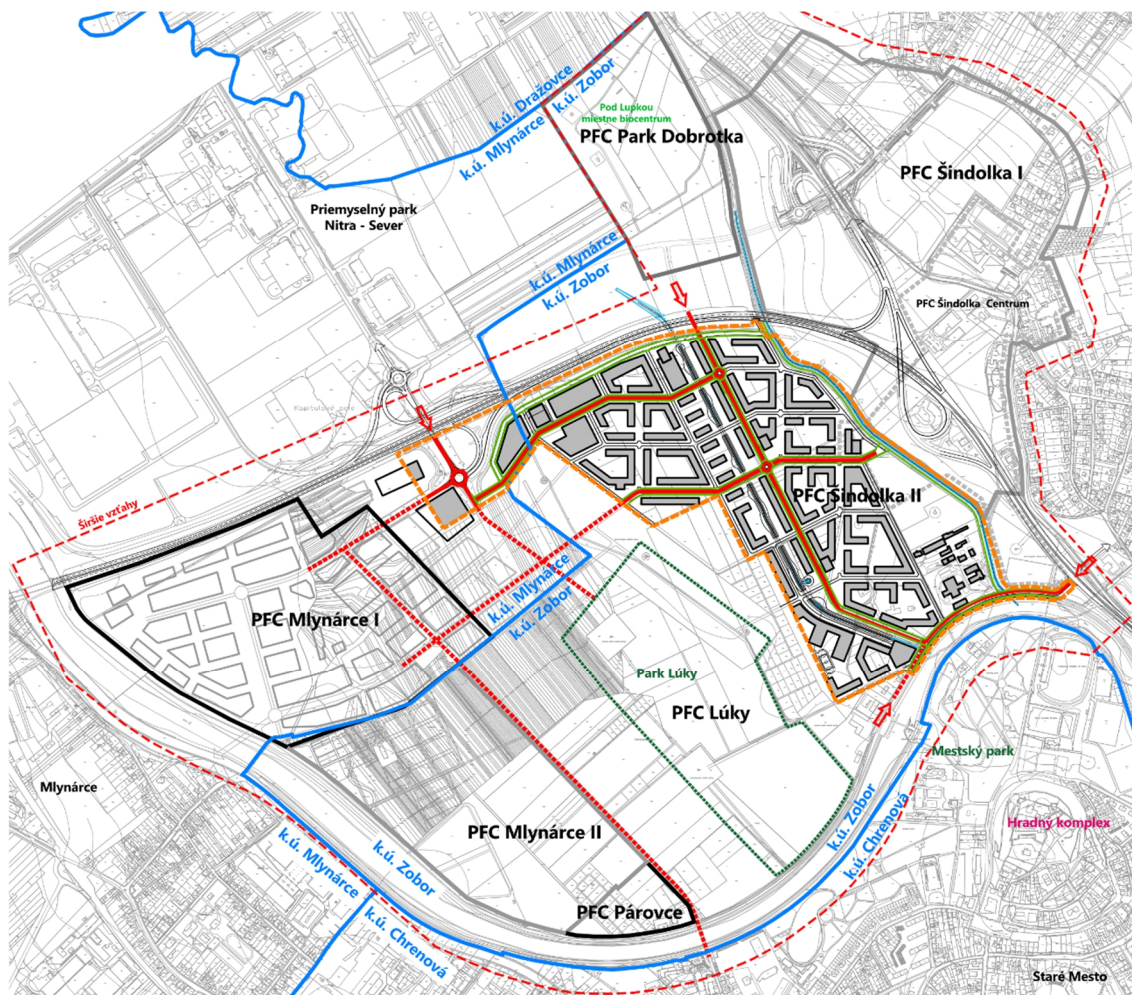 k.ú. Dražovce
k.ú. Zobor
k.ú. Mlynárce
Pod Lupkou
miestne biocentrum
PFC Park Dobrotka
PFC Šindolka I
Priemyselný park
Nitra - Sever
k.ú. Mlynárce
k.ú. Zobor
PFC Šindolka Centrum
Kapitulské pole
PFC Šindolka II
Širšie vzťahy
k.ú. Mlynárce
k.ú. Zobor
PFC Mlynárce I
Park Lúky
PFC Lúky
Mestský park
Mlynárce
k.ú. Zobor
k.ú. Chrenová
Hradný komplex
PFC Mlynárce II
k.ú. Zobor
k.ú. Mlynárce
k.ú. Chrenová
PFC Párovce
Staré Mesto